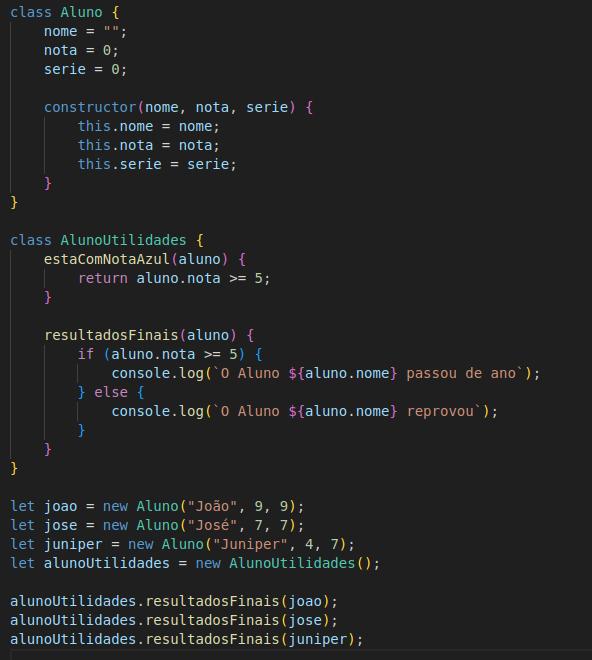 class Aluno {
    nome = "";
    nota = 0;
    serie = 0;

    constructor(nome, nota, serie) {
        this.nome = nome;
        this.nota = nota;
        this.serie = serie;
    }
}

class AlunoUtilidades {
    estaComNotaAzul(aluno) {
        return aluno.nota >= 5;
    }

    resultadosFinais(aluno) {
        if (aluno.nota >= 5) {
            console.log(`O Aluno ${aluno.nome} passou de ano`);
        } else {
            console.log(`O Aluno ${aluno.nome} reprovou`);
        }
    }
}

let joao = new Aluno("João", 9, 9);
let jose = new Aluno("José", 7, 7);
let juniper = new Aluno("Juniper", 4, 7);
let alunoUtilidades = new AlunoUtilidades();

alunoUtilidades.resultadosFinais(joao);
alunoUtilidades.resultadosFinais(jose);
alunoUtilidades.resultadosFinais(juniper);